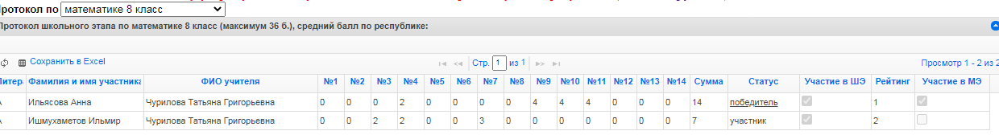 Протокол по математике 8 класс
Протокол школьного этапа по математике 8 класс (максимум 36 б.), средний балл по республике:
Сохранить в Excel Стр. 1 из 1 Просмотр 1 - 2 из 2
Литера Фамилия и имя участника ФИО учителя №1 №2 №3 №4 №5 №6 №7 №8 №9 №10 №11 №12 №13 №14 Сумма Статус Участие в ШЭ Рейтинг Участие в МЭ
А Ильясова Анна Чурилова Татьяна Григорьевна 0 0 0 2 0 0 0 0 4 4 4 0 0 0 14 победитель 1
А Ишмухаметов Ильмир Чурилова Татьяна Григорьевна 0 0 2 2 0 0 3 0 0 0 0 0 0 0 7 участник 2